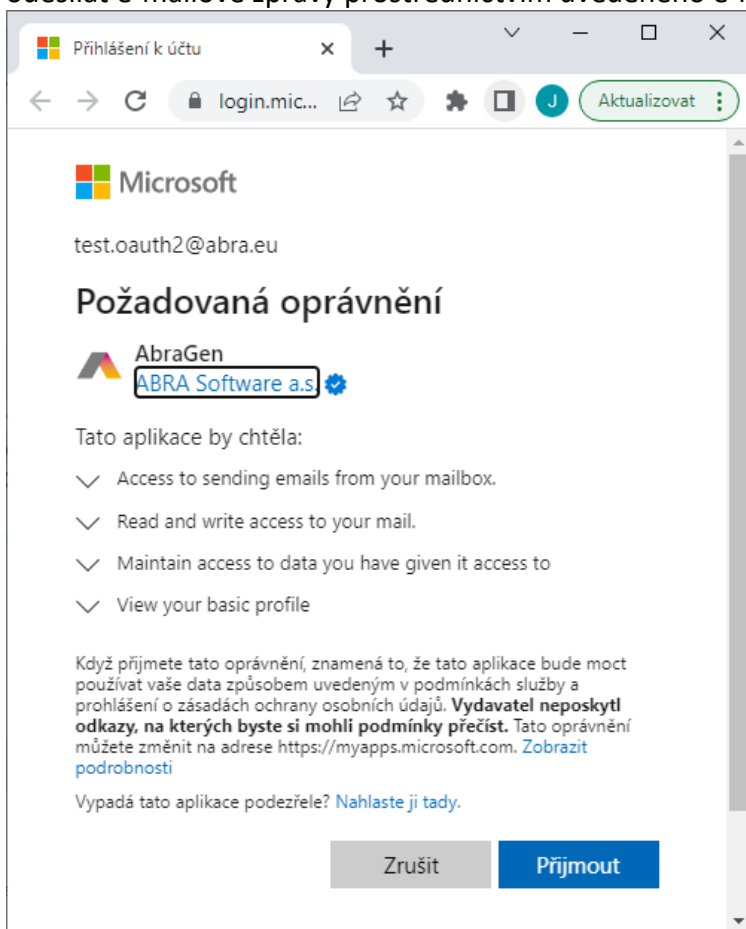 Přihlášení k účtu
login.mic...
J
Aktualizovat
Microsoft
test.oauth2@abra.eu
Požadovaná oprávnění
AbraGen
ABRA Software a.s.
Tato aplikace by chtěla:
Access to sending emails from your mailbox.
Read and write access to your mail.
Maintain access to data you have given it access to
View your basic profile
Když přijmete tato oprávnění, znamená to, že tato aplikace bude moct
používat vaše data způsobem uvedeným v podmínkách služby a
prohlášení o zásadách ochrany osobních údajů. Vydavatel neposkytl
odkazy, na kterých byste si mohli podmínky přečíst. Tato oprávnění
můžete změnit na adrese https://myapps.microsoft.com. Zobrazit
podrobnosti
Vypadá tato aplikace podezřele? Nahlaste ji tady.
Zrušit
Přijmout